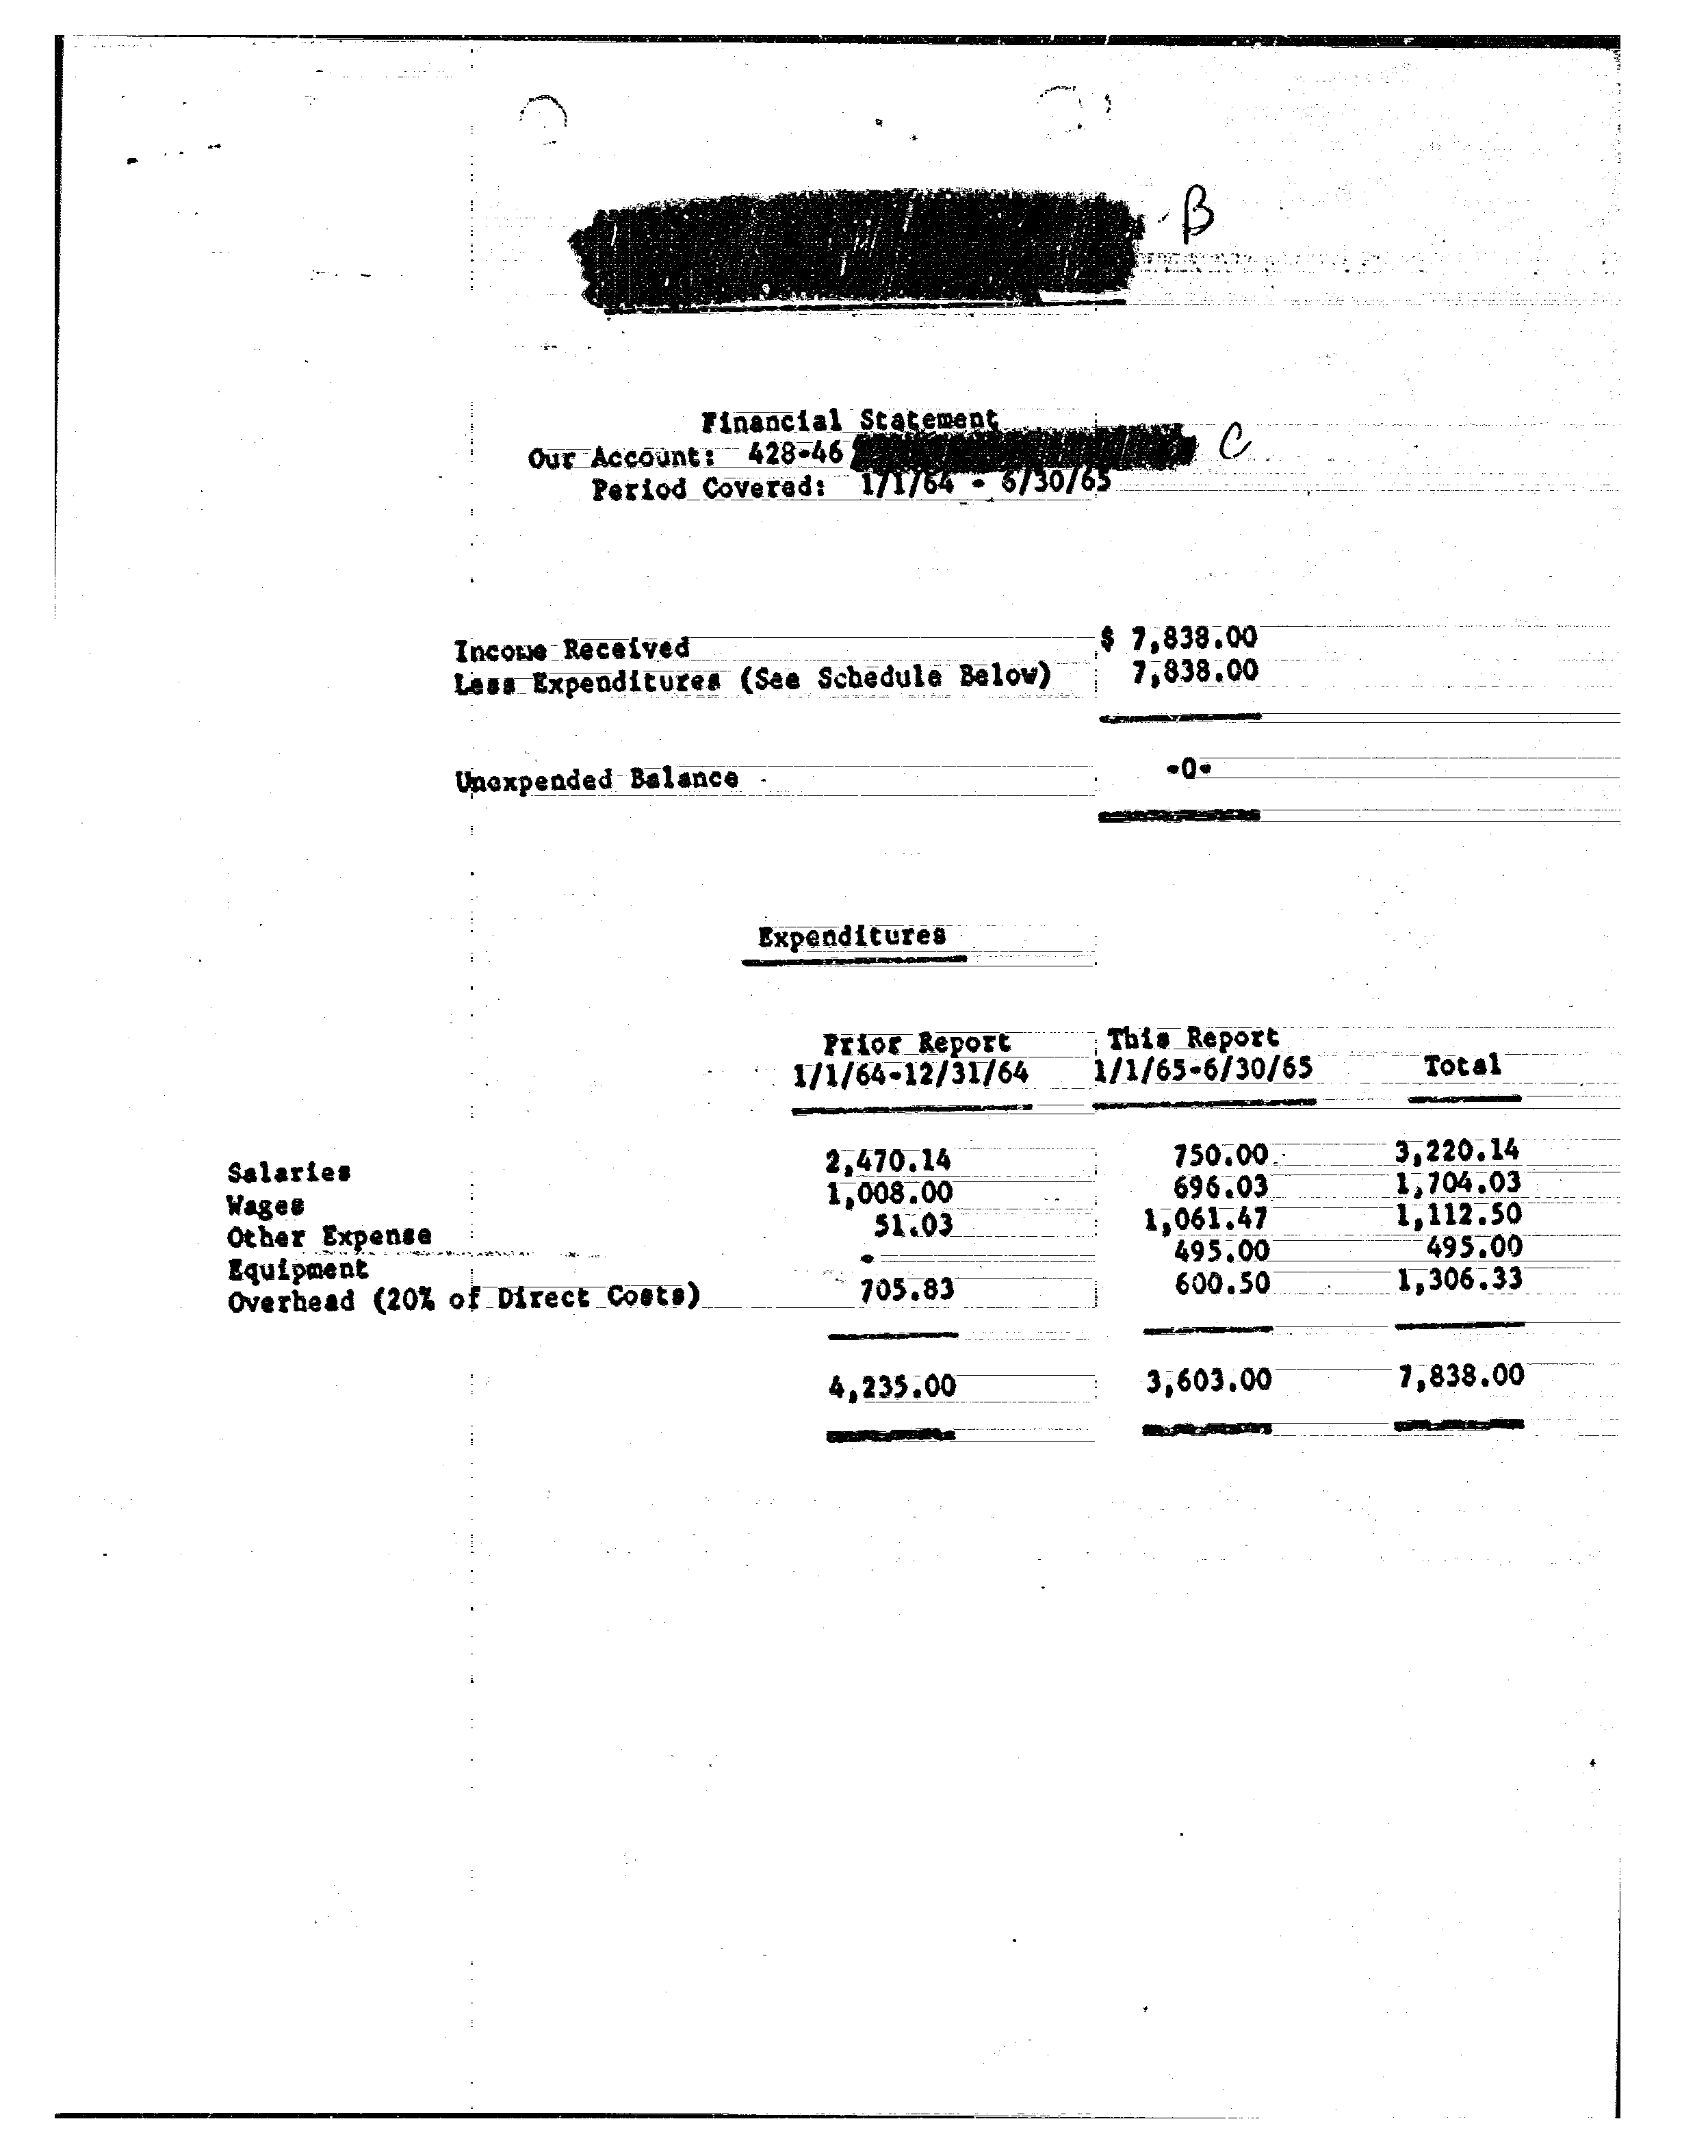 B
Financial Statement
Our Account: 428-46 C
Period Covered: 1/1/64 - 6/30/65
Income Received $ 7,838.00
Less Expenditures (See Schedule Below) 7,838.00
Unexpended Balance -0-
Expenditures
Prior Report This Report
1/1/64-12/31/64 1/1/65-6/30/65 Total
Salaries 2,470.14 750.00 3,220.14
Wages 1,008.00 696.03 1,704.03
Other Expense 51.03 1,061.47 1,112.50
Equipment - 495.00 495.00
Overhead (20% of Direct Costs) 705.83 600.50 1,306.33
4,235.00 3,603.00 7,838.00